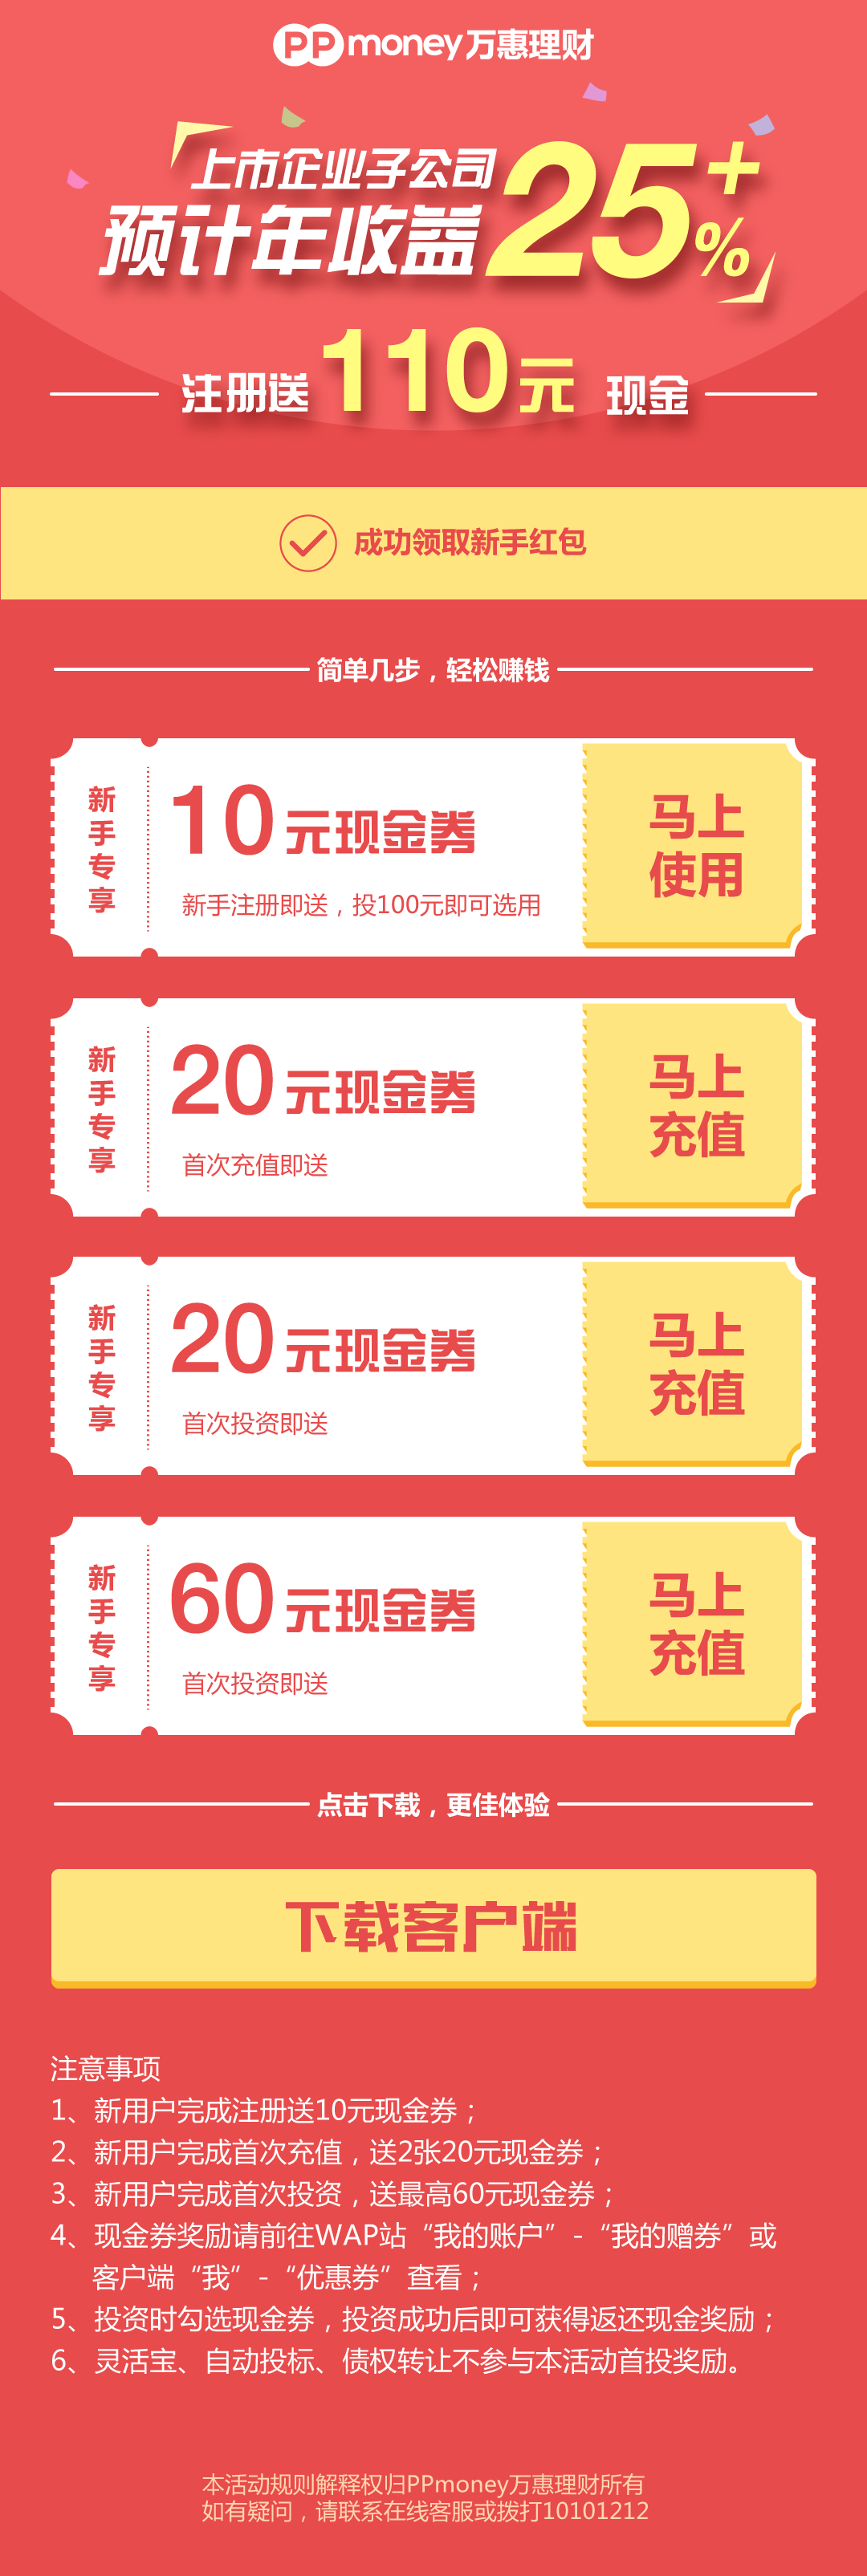 PPmoney万惠理财
上市企业子公司
预计年收益25+%
注册送110元 现金
成功领取新手红包
简单几步，轻松赚钱
新手专享
10元现金券
新手注册即送，投100元即可选用
马上
使用
新手专享
20元现金券
首次充值即送
马上
充值
新手专享
20元现金券
首次投资即送
马上
充值
新手专享
60元现金券
首次投资即送
马上
充值
点击下载，更佳体验
下载客户端
注意事项
1、新用户完成注册送10元现金券；
2、新用户完成首次充值，送2张20元现金券；
3、新用户完成首次投资，送最高60元现金券；
4、现金券奖励请前往WAP站“我的账户”-“我的赠券”或
客户端“我”-“优惠券”查看；
5、投资时勾选现金券，投资成功后即可获得返还现金奖励；
6、灵活宝、自动投标、债权转让不参与本活动首投奖励。
本活动规则解释权归PPmoney万惠理财所有
如有疑问，请联系在线客服或拨打10101212